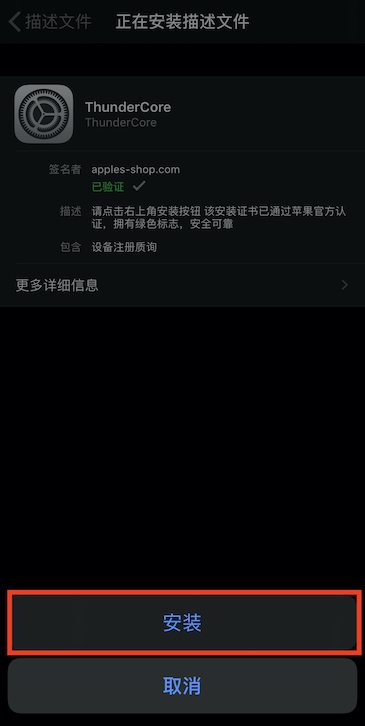 描述文件 正在安装描述文件
ThunderCore
ThunderCore
签名者 apples-shop.com
已验证
描述 请点击右上角安装按钮 该安装证书已通过苹果官方认
证，拥有绿色标志，安全可靠
包含 设备注册质询
更多详细信息
安装
取消